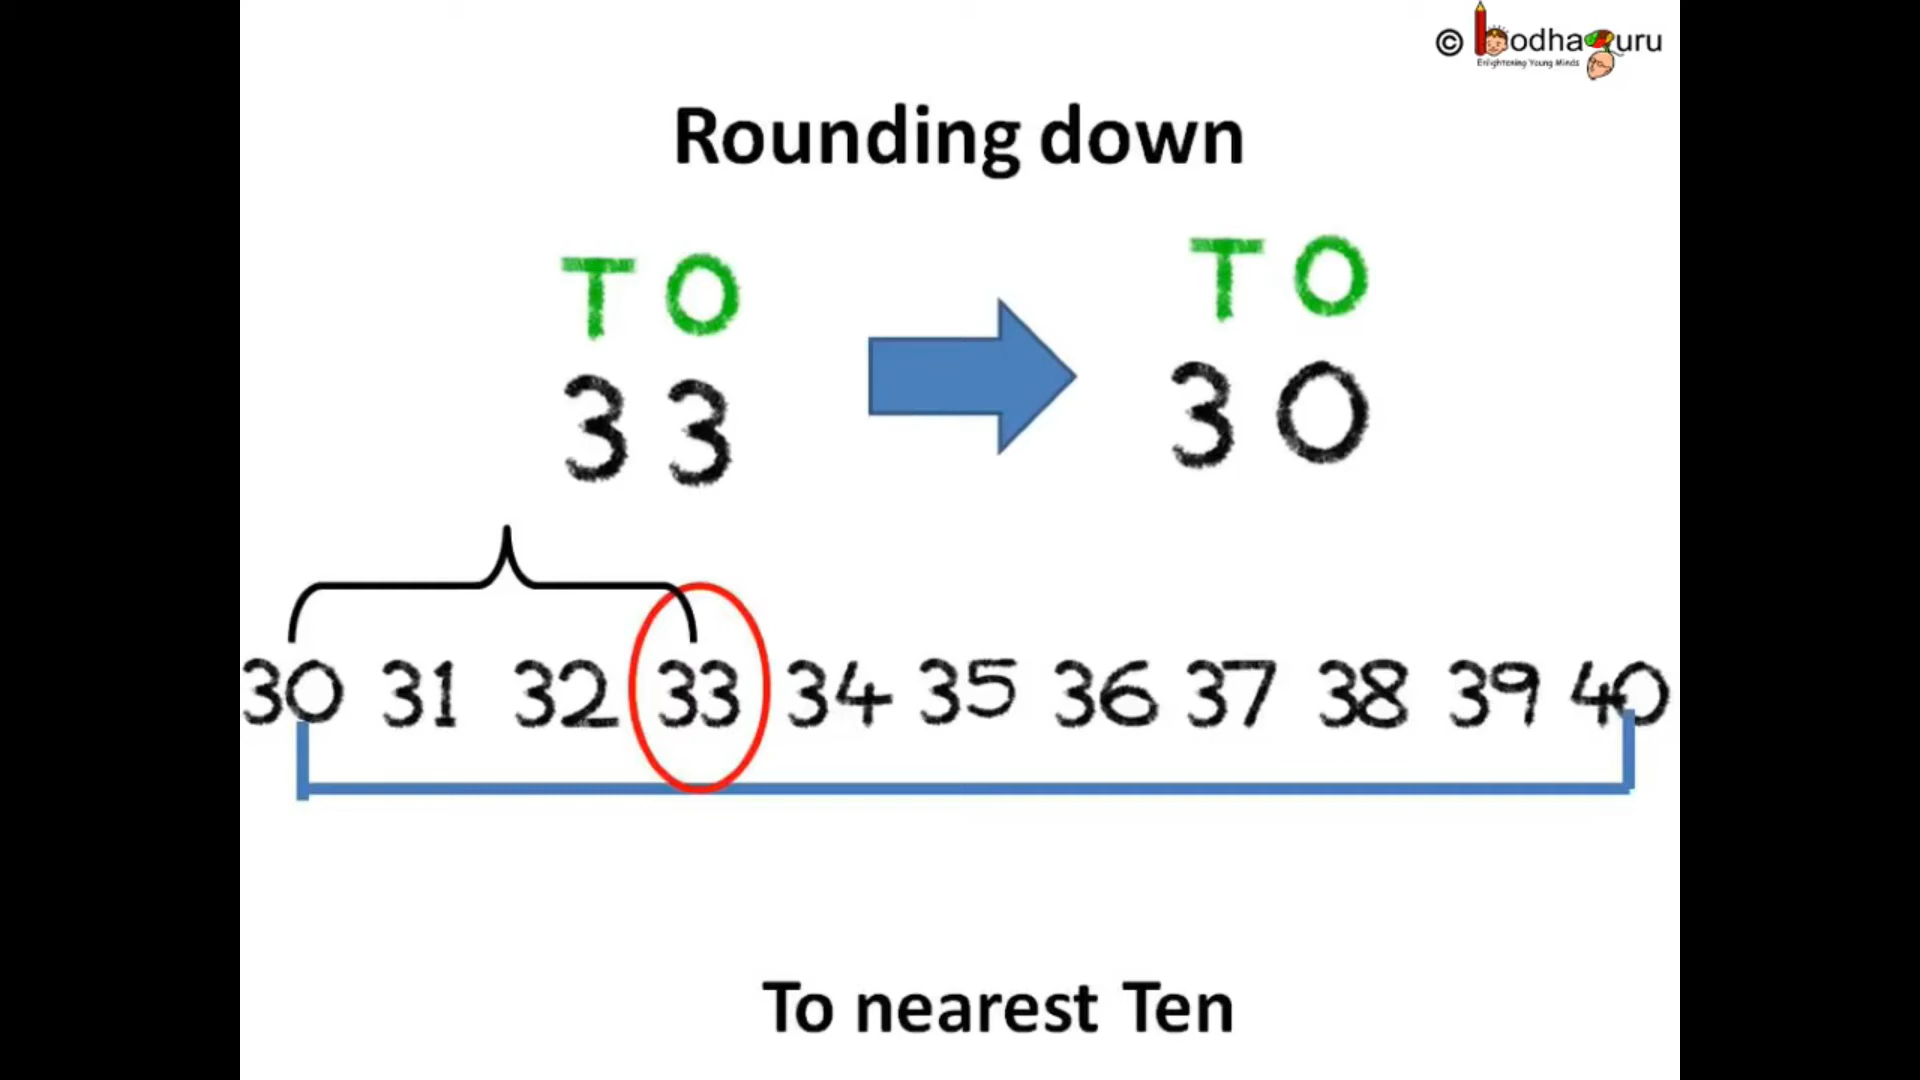 © bodhaguru
Enlightening Young Minds
Rounding down
T O
T O
3 3
3 0
30 31 32 33 34 35 36 37 38 39 40
To nearest Ten